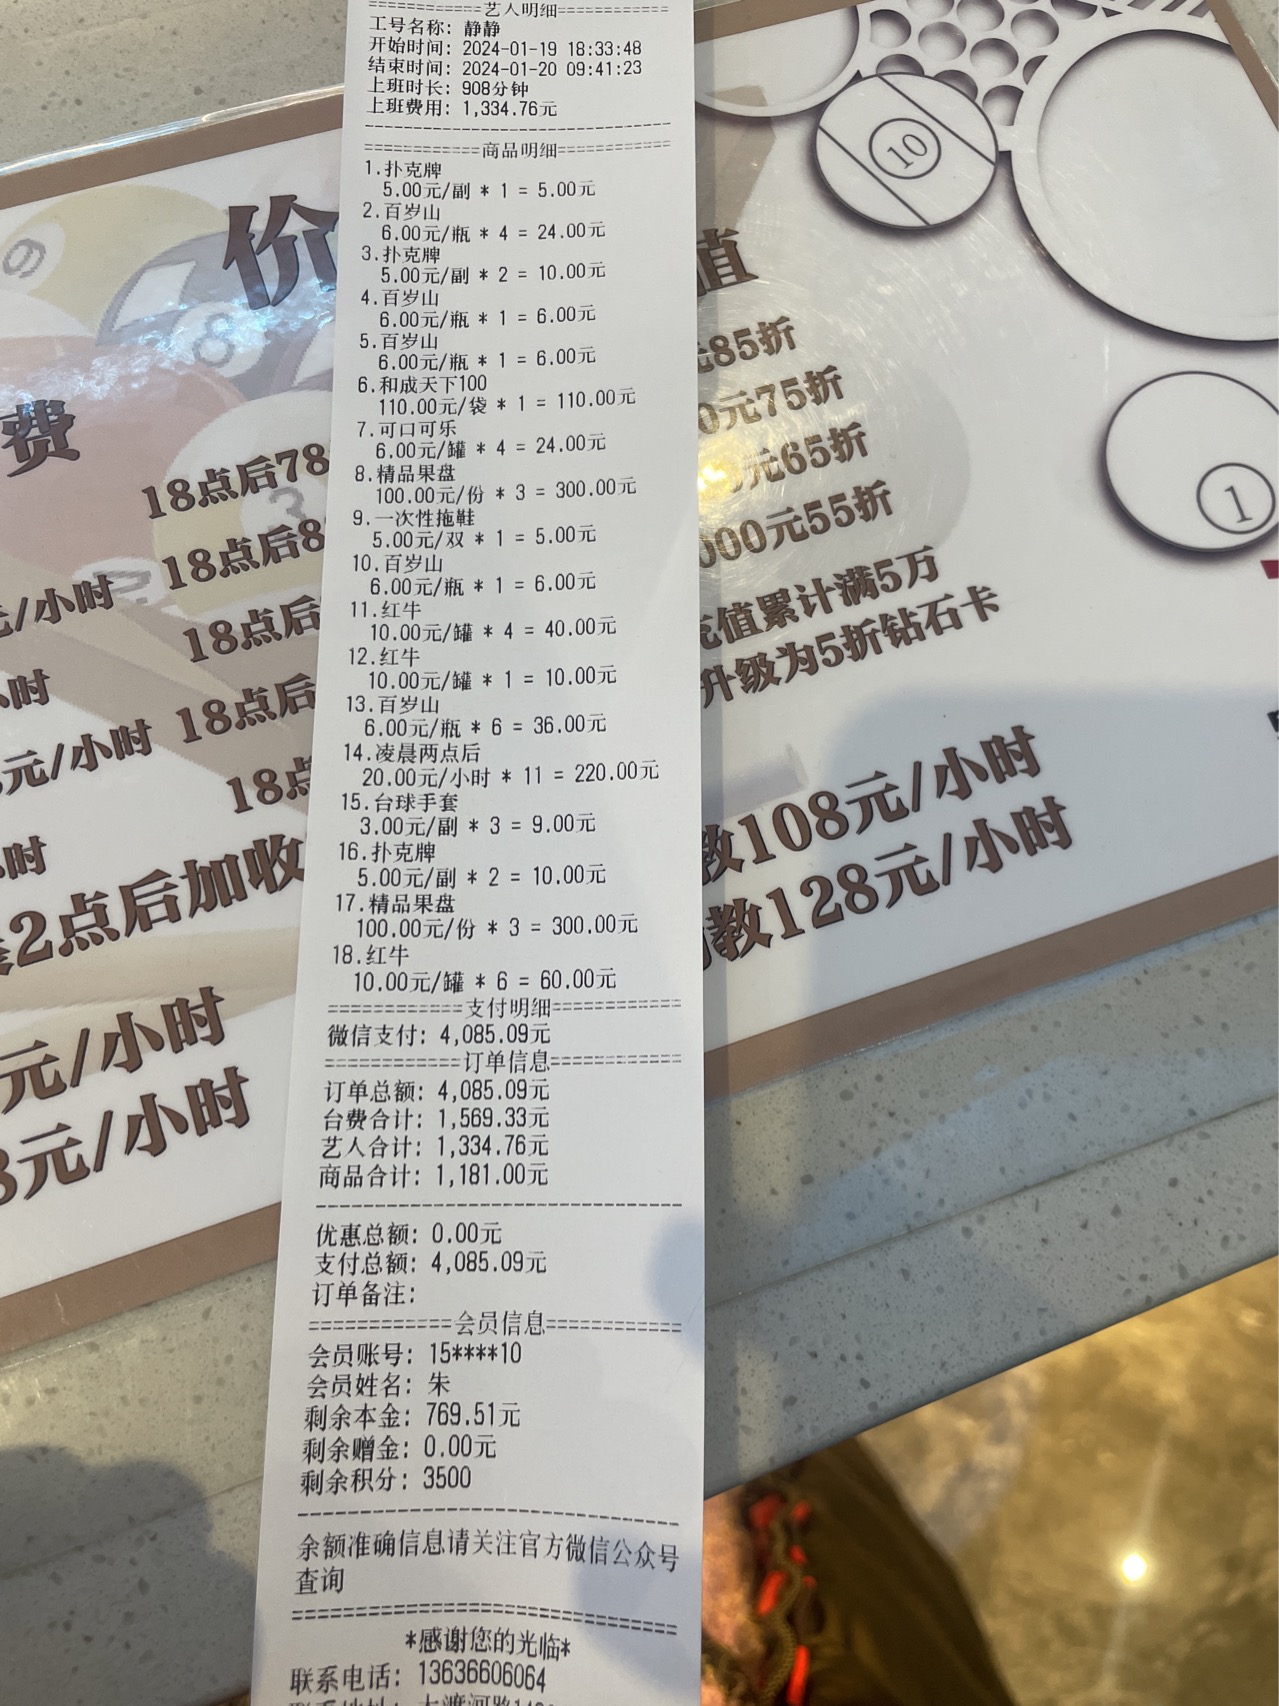 ============艺人明细============
工号名称: 静静
开始时间: 2024-01-19 18:33:48
结束时间: 2024-01-20 09:41:23
上班时长: 908分钟
上班费用: 1,334.76元
============商品明细============
1.扑克牌
5.00元/副 * 1 = 5.00元
2.百岁山
6.00元/瓶 * 4 = 24.00元
3.扑克牌
5.00元/副 * 2 = 10.00元
4.百岁山
6.00元/瓶 * 1 = 6.00元
5.百岁山
6.00元/瓶 * 1 = 6.00元
6.和成天下100
110.00元/袋 * 1 = 110.00元
7.可口可乐
6.00元/罐 * 4 = 24.00元
8.精品果盘
100.00元/份 * 3 = 300.00元
9.一次性拖鞋
5.00元/双 * 1 = 5.00元
10.百岁山
6.00元/瓶 * 1 = 6.00元
11.红牛
10.00元/罐 * 4 = 40.00元
12.红牛
10.00元/罐 * 1 = 10.00元
13.百岁山
6.00元/瓶 * 6 = 36.00元
14.凌晨两点后
20.00元/小时 * 11 = 220.00元
15.台球手套
3.00元/副 * 3 = 9.00元
16.扑克牌
5.00元/副 * 2 = 10.00元
17.精品果盘
100.00元/份 * 3 = 300.00元
18.红牛
10.00元/罐 * 6 = 60.00元
============支付明细============
微信支付: 4,085.09元
============订单信息============
订单总额: 4,085.09元
台费合计: 1,569.33元
艺人合计: 1,334.76元
商品合计: 1,181.00元
优惠总额: 0.00元
支付总额: 4,085.09元
订单备注:
============会员信息============
会员账号: 15****10
会员姓名: 朱
剩余本金: 769.51元
剩余赠金: 0.00元
剩余积分: 3500
余额准确信息请关注官方微信公众号
查询
*感谢您的光临*
联系电话: 13636606064
价
费
18点后78
18点后8
元/小时
18点后
小时
18点后
元/小时
18点
小时
2点后加收
元/小时
8元/小时
值
元85折
0元75折
元65折
000元55折
充值累计满5万
升级为5折钻石卡
教108元/小时
教128元/小时
10
1
8
3